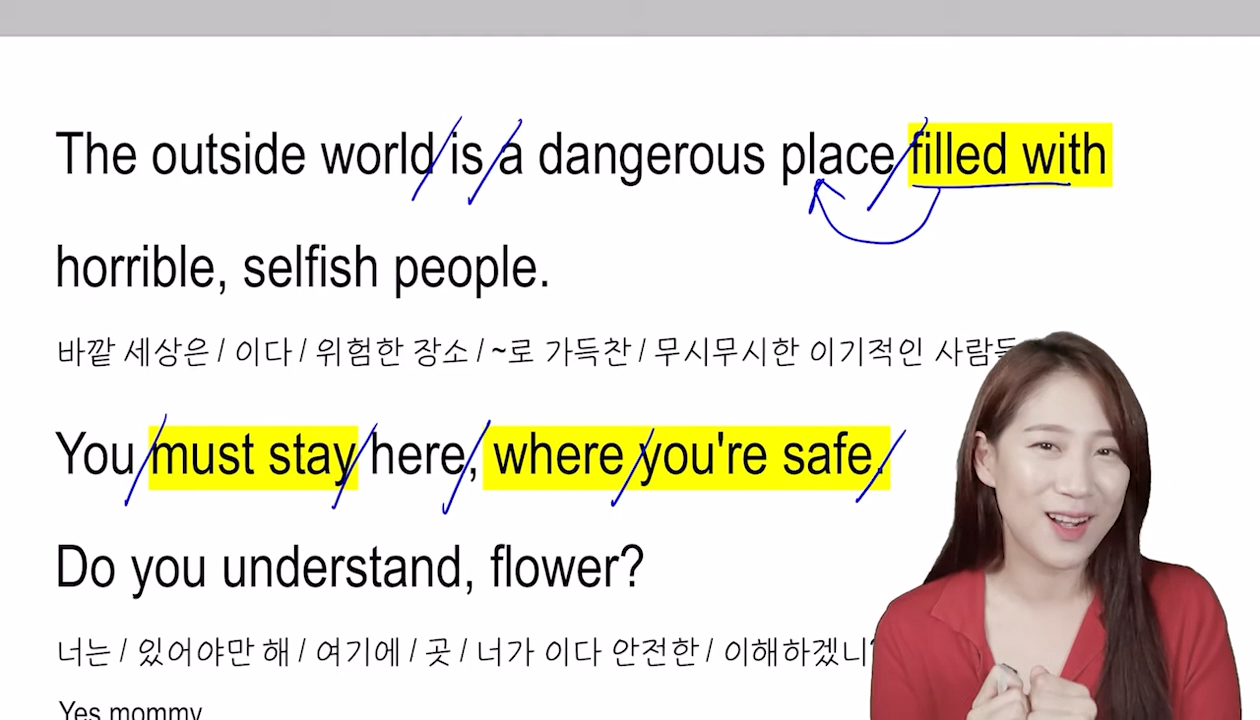 The outside world is a dangerous place filled with
horrible, selfish people.
바깥 세상은 / 이다 / 위험한 장소 / ~로 가득찬 / 무시무시한 이기적인 사람들
You must stay here, where you're safe.
Do you understand, flower?
너는 / 있어야만 해 / 여기에 / 곳 / 너가 이다 안전한 / 이해하겠니?
Yes mommy